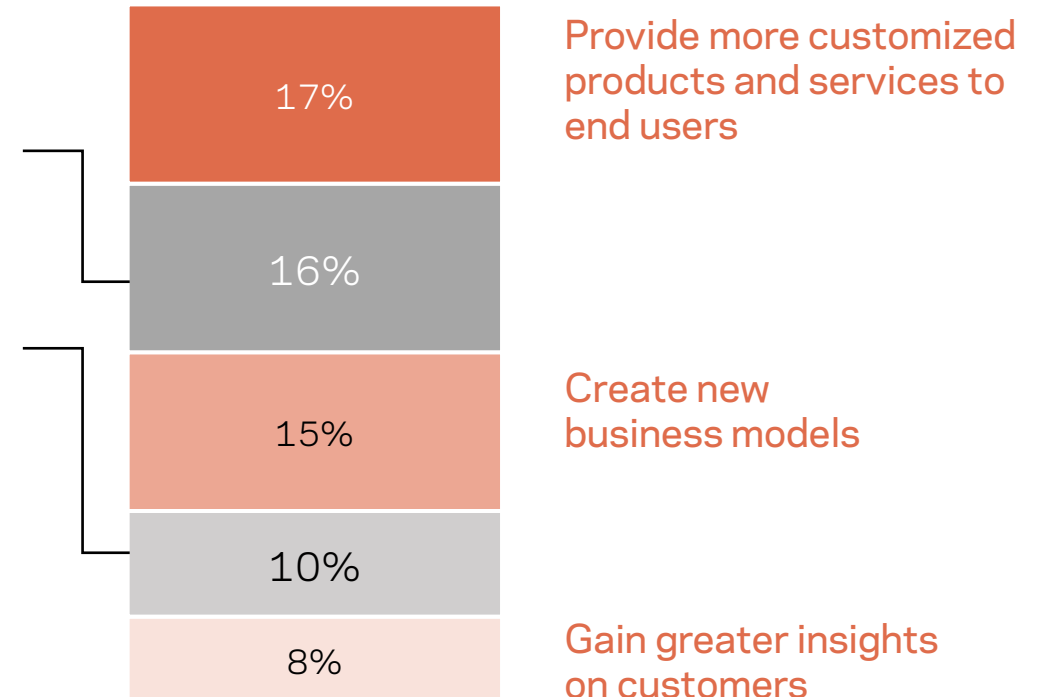 17%
Provide more customized
products and services to
end users
16%
15%
Create new
business models
10%
8%
Gain greater insights
on customers